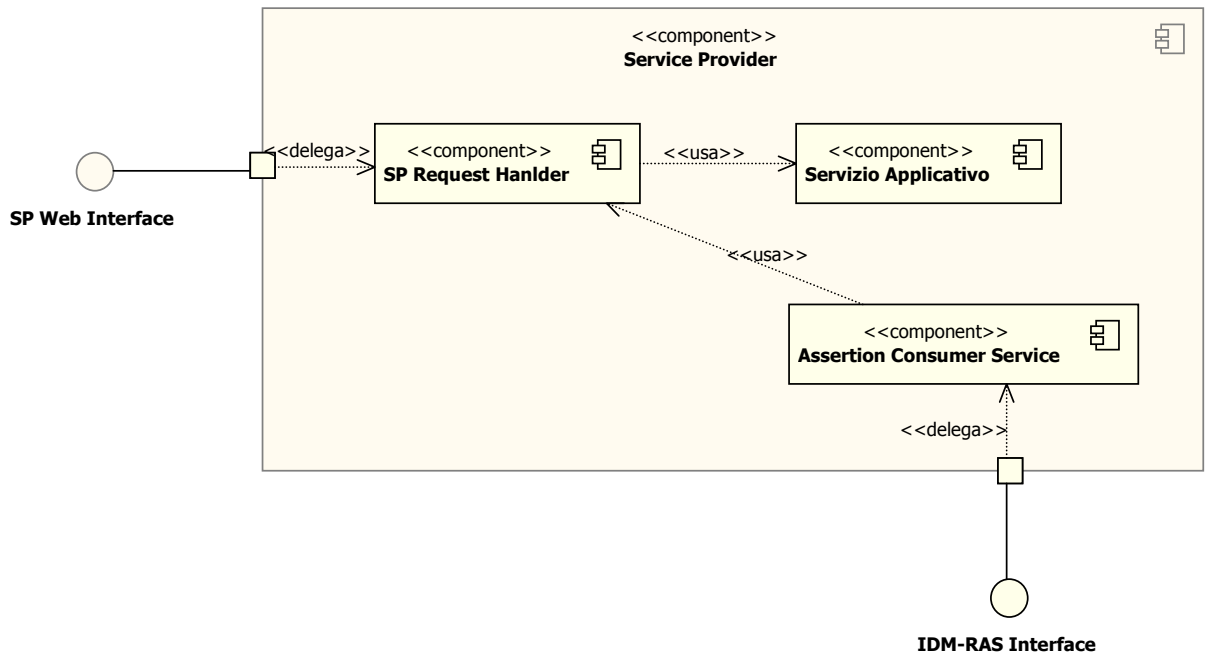 <<component>>
Service Provider
<<delega>>
<<component>>
SP Request Hanlder
<<usa>>
<<component>>
Servizio Applicativo
SP Web Interface
<<usa>>
<<component>>
Assertion Consumer Service
<<delega>>
IDM-RAS Interface